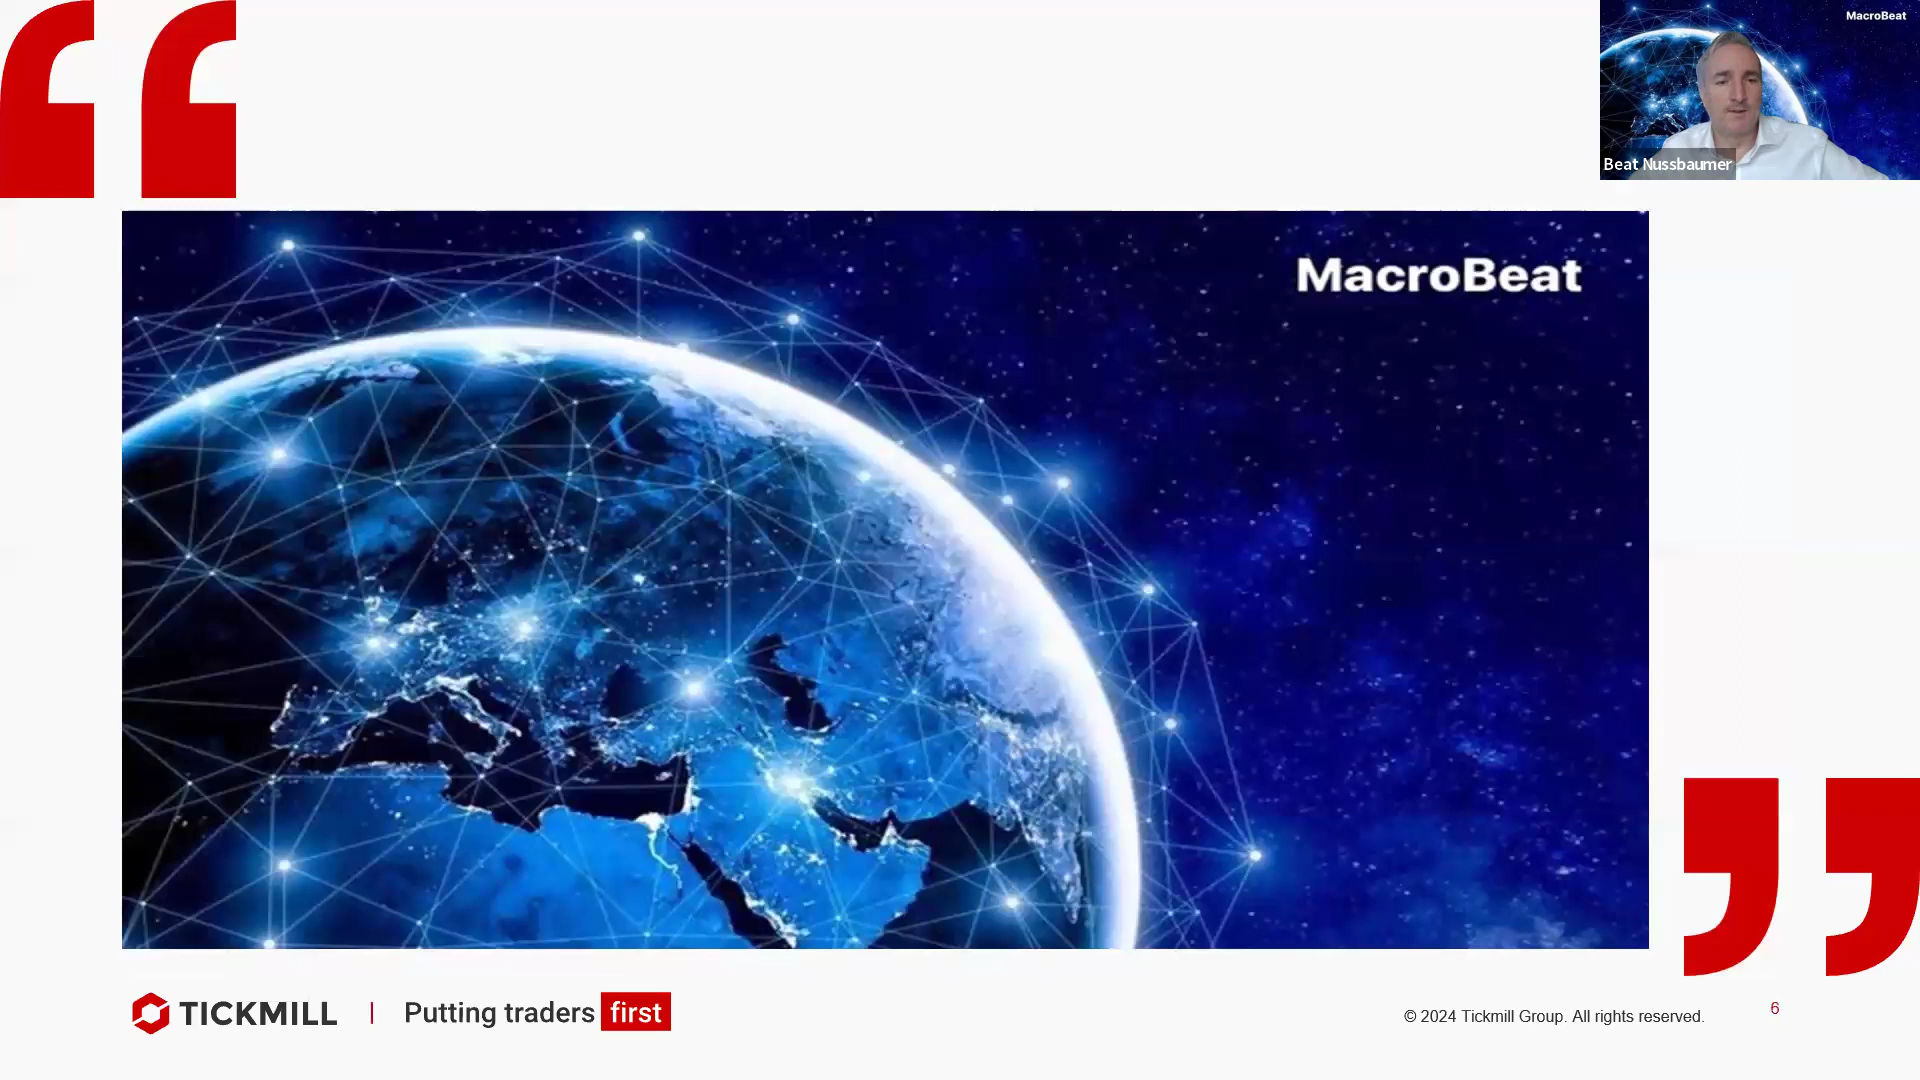 MacroBeat
Beat Nussbaumer
MacroBeat
TICKMILL | Putting traders first
© 2024 Tickmill Group. All rights reserved.
6